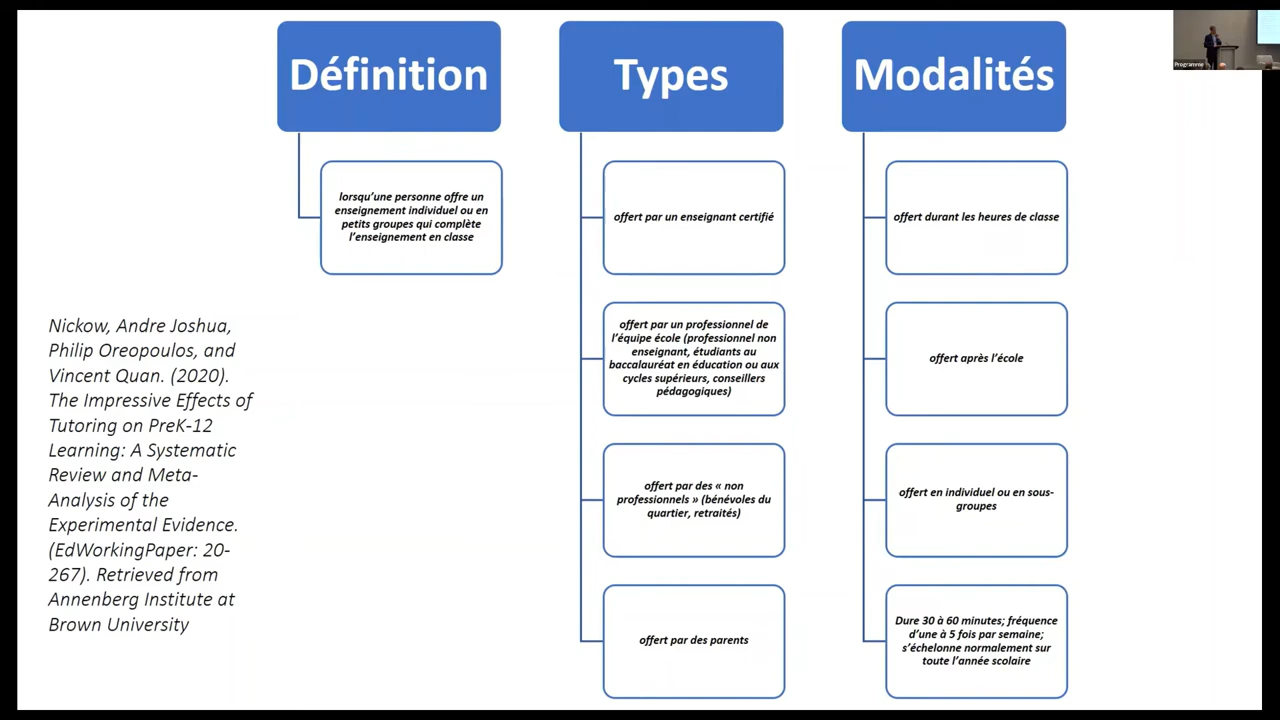 Définition
lorsqu'une personne offre un
enseignement individuel ou en
petits groupes qui complète
l'enseignement en classe
Types
offert par un enseignant certifié
offert par un professionnel de
l'équipe école (professionnel non
enseignant, étudiants au
baccalauréat en éducation ou aux
cycles supérieurs, conseillers
pédagogiques)
offert par des « non
professionnels » (bénévoles du
quartier, retraités)
offert par des parents
Modalités
offert durant les heures de classe
offert après l'école
offert en individuel ou en sous-
groupes
Dure 30 à 60 minutes; fréquence
d'une à 5 fois par semaine;
s'échelonne normalement sur
toute l'année scolaire
Nickow, Andre Joshua,
Philip Oreopoulos, and
Vincent Quan. (2020).
The Impressive Effects of
Tutoring on PreK-12
Learning: A Systematic
Review and Meta-
Analysis of the
Experimental Evidence.
(EdWorkingPaper: 20-
267). Retrieved from
Annenberg Institute at
Brown University
Programme